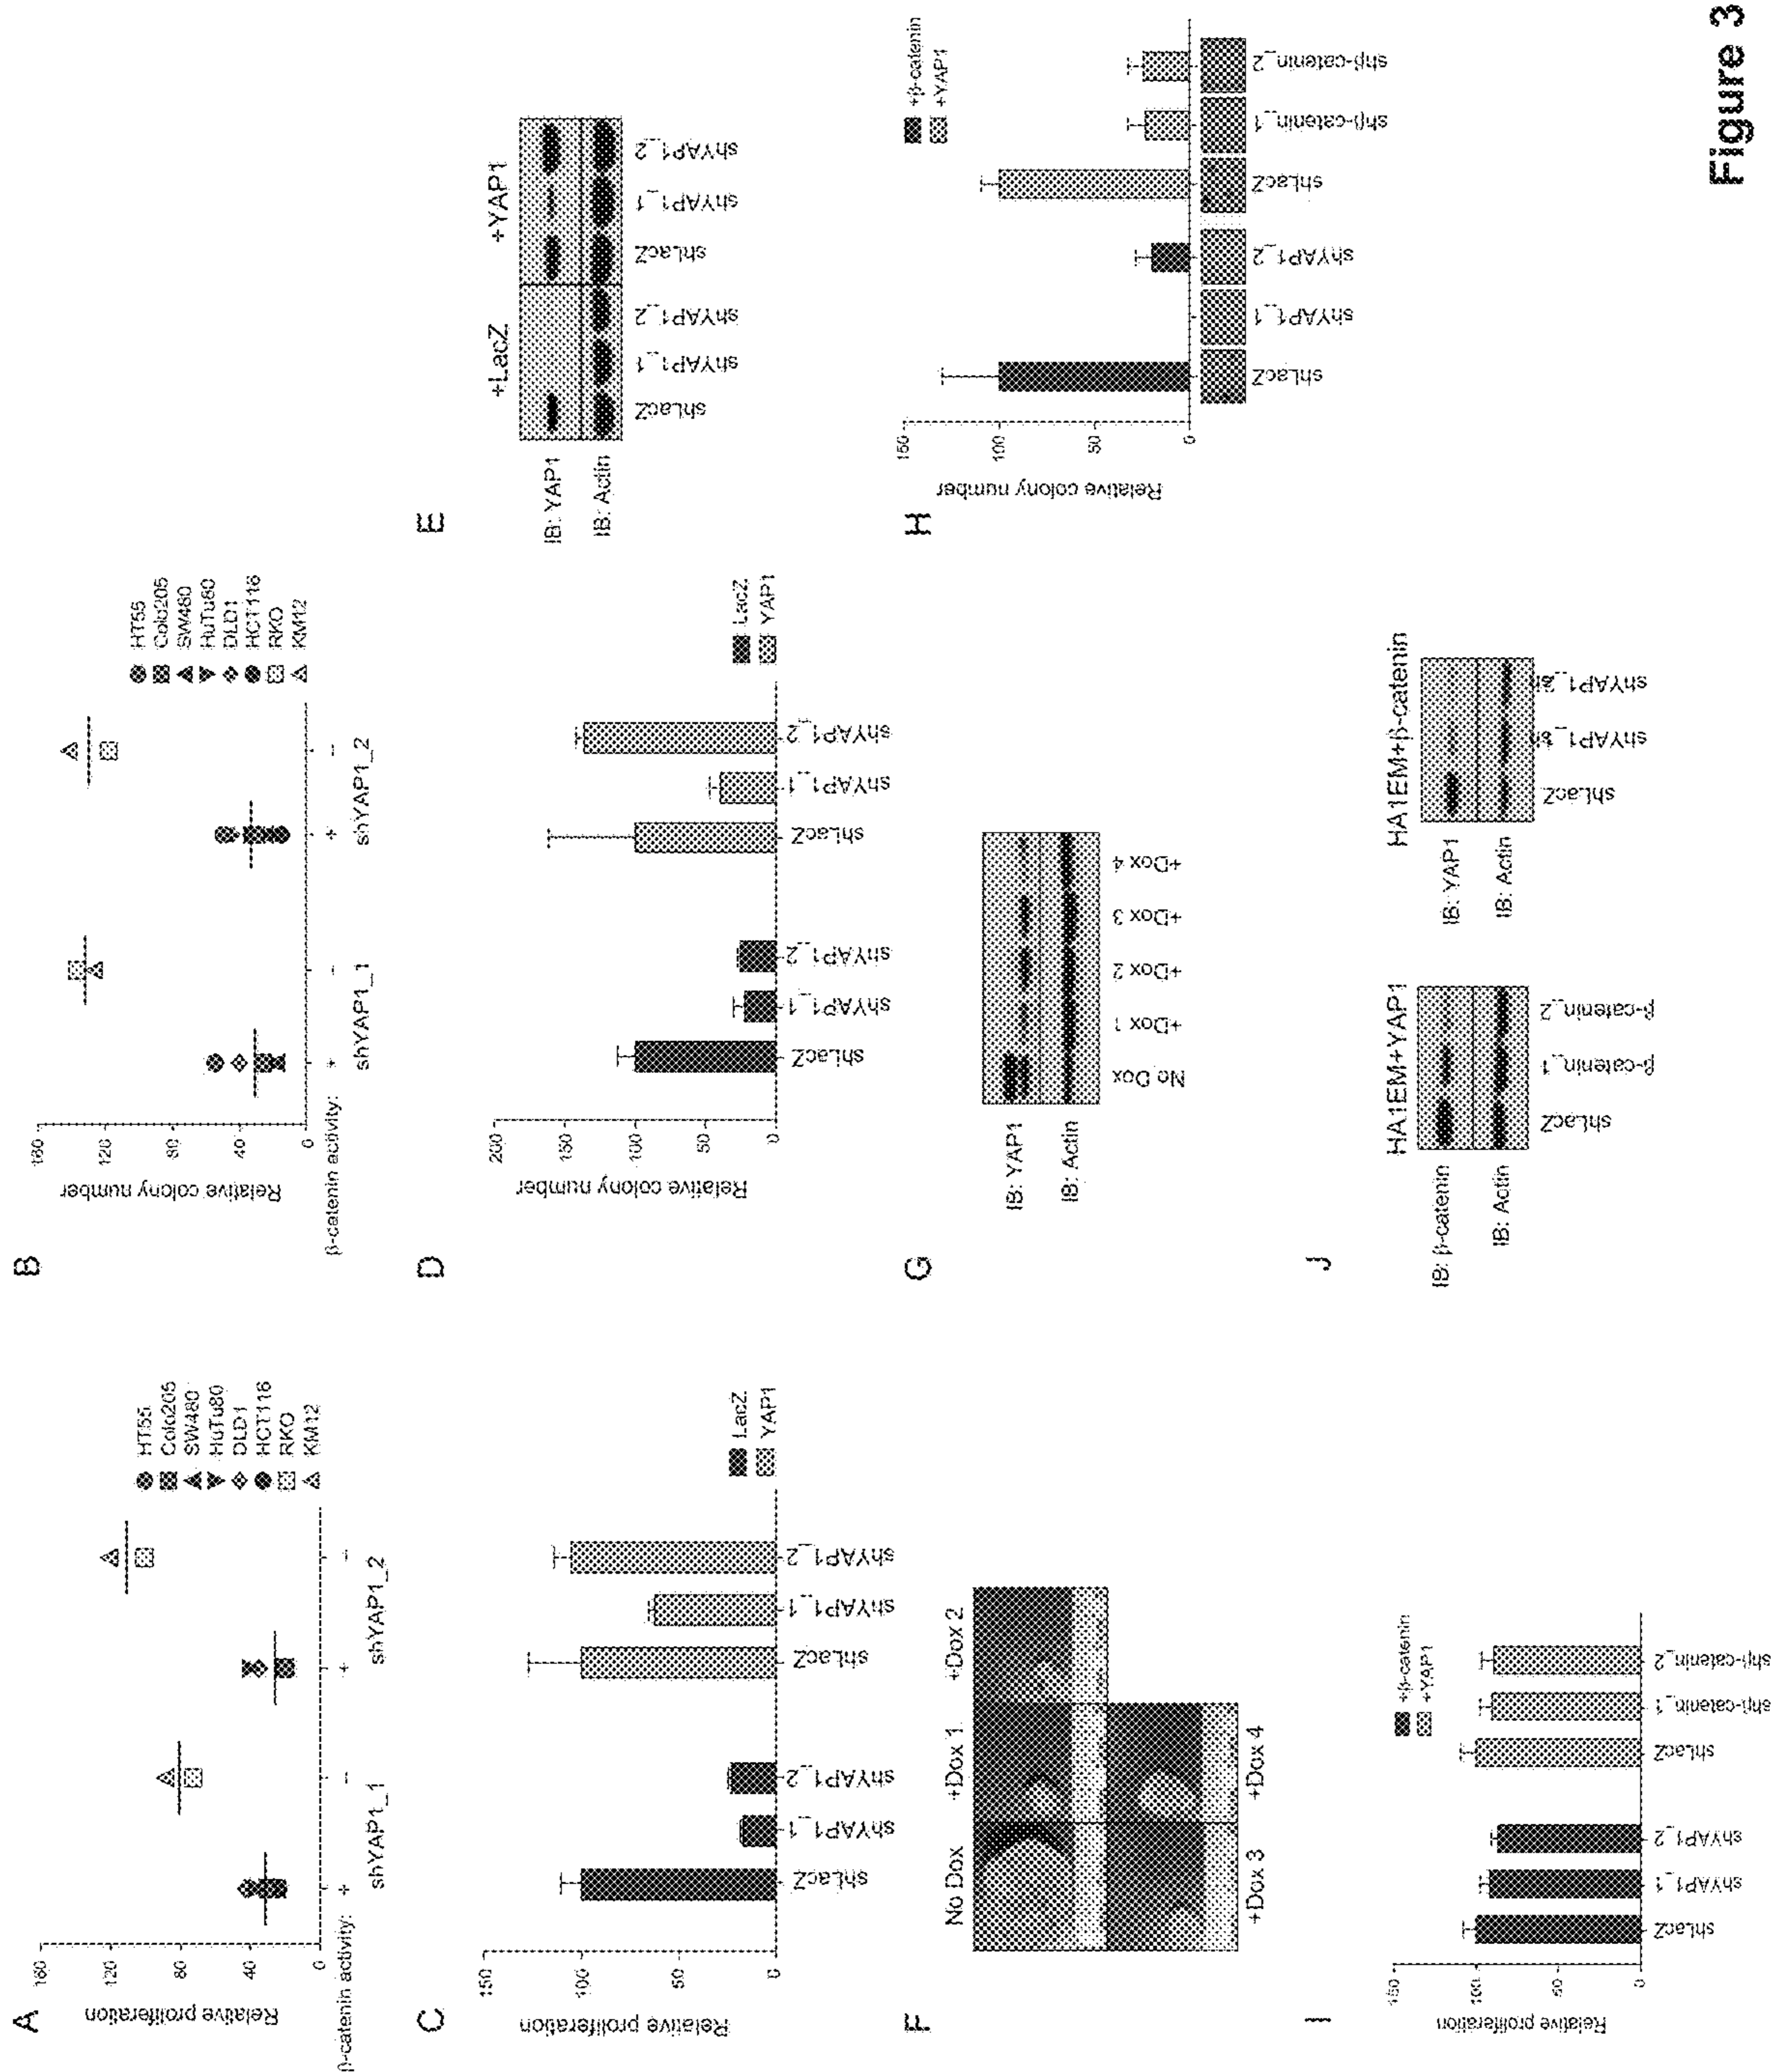 A
Relative proliferation
160
120
80
40
0
β-catenin activity:
+
-
+
-
shYAP1_1
shYAP1_2
HT55
Colo205
SW480
HuTu80
DLD1
HCT116
RKO
KM12
B
Relative colony number
160
120
80
40
0
β-catenin activity:
+
-
+
-
shYAP1_1
shYAP1_2
HT55
Colo205
SW480
HuTu80
DLD1
HCT116
RKO
KM12
C
Relative proliferation
150
100
50
0
shLacZ
shYAP1_1
shYAP1_2
shLacZ
shYAP1_1
shYAP1_2
LacZ
YAP1
D
Relative colony number
200
150
100
50
0
shLacZ
shYAP1_1
shYAP1_2
shLacZ
shYAP1_1
shYAP1_2
LacZ
YAP1
E
+LacZ
+YAP1
IB: YAP1
IB: Actin
shLacZ
shYAP1_1
shYAP1_2
shLacZ
shYAP1_1
shYAP1_2
F
No Dox
+Dox 1
+Dox 2
+Dox 3
+Dox 4
G
IB: YAP1
IB: Actin
No Dox
+Dox 1
+Dox 2
+Dox 3
+Dox 4
H
Relative colony number
150
100
50
0
+β-catenin
+YAP1
shLacZ
shYAP1_1
shYAP1_2
shLacZ
shβ-catenin_1
shβ-catenin_2
I
Relative proliferation
150
100
50
0
+β-catenin
+YAP1
shLacZ
shYAP1_1
shYAP1_2
shLacZ
shβ-catenin_1
shβ-catenin_2
J
HA1EM+YAP1
IB: β-catenin
IB: Actin
shLacZ
β-catenin_1
β-catenin_2
HA1EM+β-catenin
IB: YAP1
IB: Actin
shLacZ
shYAP1_1
shYAP1_2
Figure 3